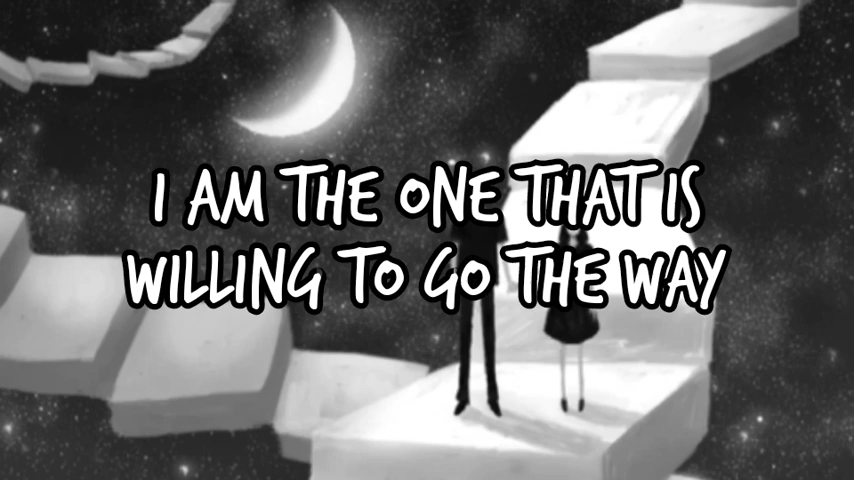 I AM THE ONE THAT IS
WILLING TO GO THE WAY